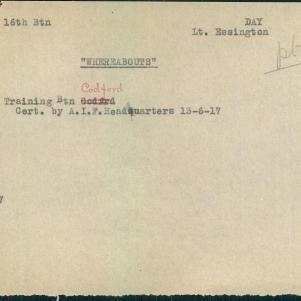 16th Btn DAY
Lt. Essington
"WHEREABOUTS"
Codford
Training Btn Codfrd
Cert. by A.I.F. Headquarters 13-6-17